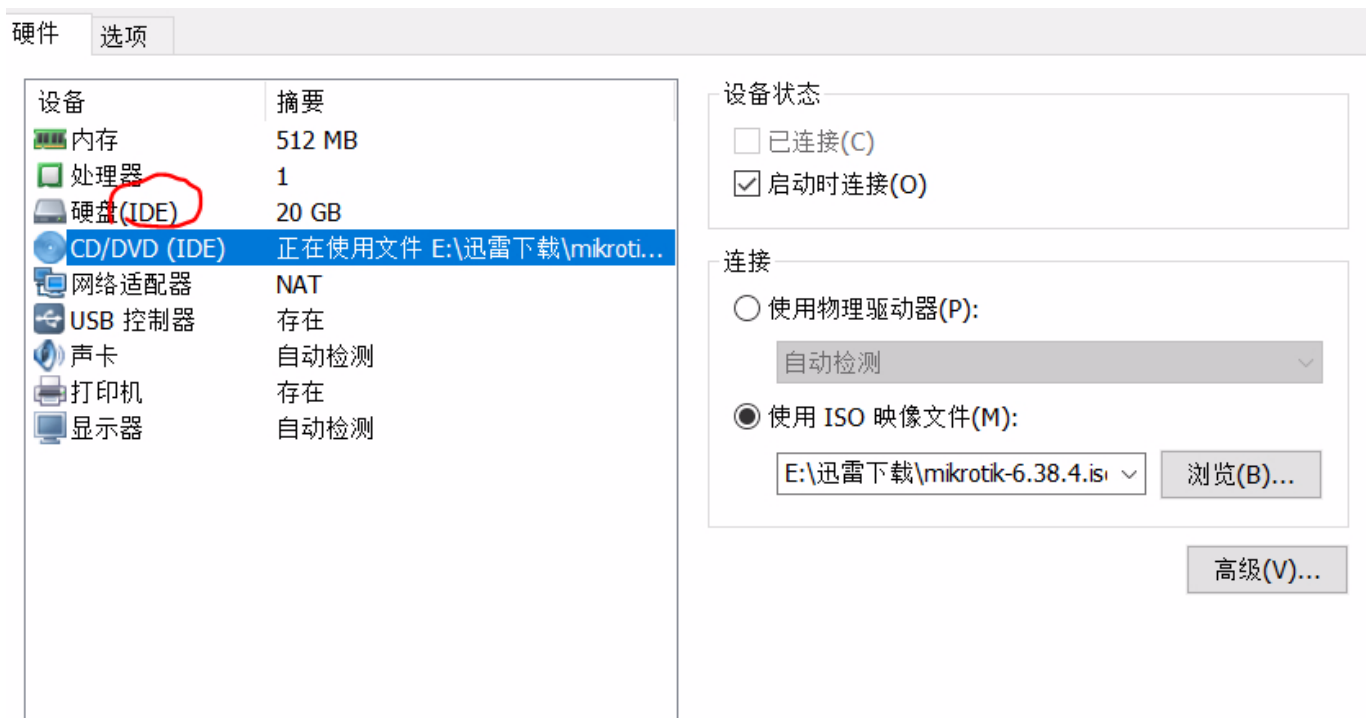 硬件 选项
设备 摘要
内存 512 MB
处理器 1
硬盘(IDE) 20 GB
CD/DVD (IDE) 正在使用文件 E:\迅雷下载\mikroti...
网络适配器 NAT
USB 控制器 存在
声卡 自动检测
打印机 存在
显示器 自动检测
设备状态
已连接(C)
启动时连接(O)
连接
使用物理驱动器(P):
自动检测
使用 ISO 映像文件(M):
E:\迅雷下载\mikrotik-6.38.4.is 浏览(B)...
高级(V)...